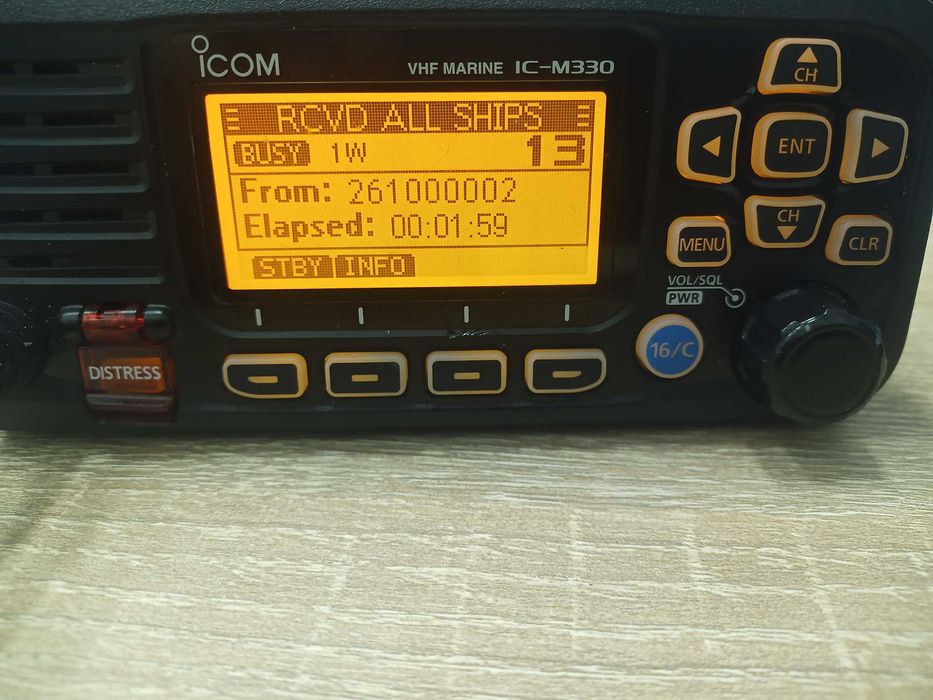 ICOM
VHF MARINE IC-M330
RCVD ALL SHIPS
BUSY 1W 13
From: 261000002
Elapsed: 00:01:59
STBY INFO
CH
ENT
CH
MENU
CLR
VOL/SQL
PWR
16/C
DISTRESS